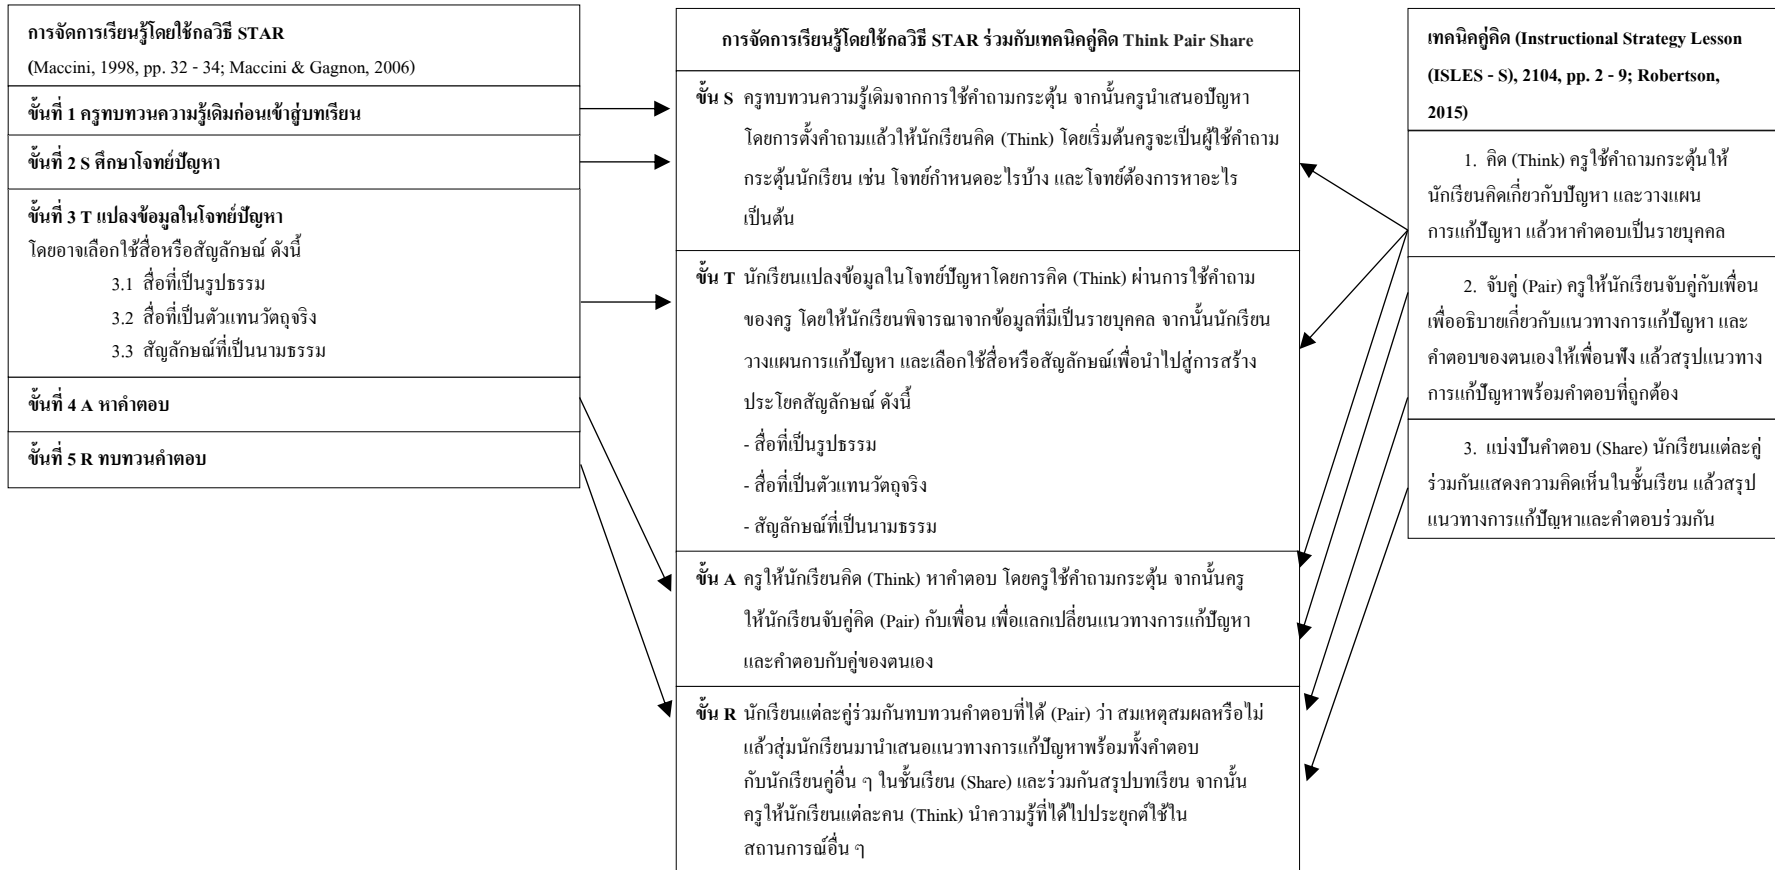 การจัดการเรียนรู้โดยใช้กลวิธี STAR
(Maccini, 1998, pp. 32 - 34; Maccini & Gagnon, 2006)
ขั้นที่ 1 ครูทบทวนความรู้เดิมก่อนเข้าสู่บทเรียน
ขั้นที่ 2 S ศึกษาโจทย์ปัญหา
ขั้นที่ 3 T แปลงข้อมูลในโจทย์ปัญหา
โดยอาจเลือกใช้สื่อหรือสัญลักษณ์ ดังนี้
3.1 สื่อที่เป็นรูปธรรม
3.2 สื่อที่เป็นตัวแทนวัตถุจริง
3.3 สัญลักษณ์ที่เป็นนามธรรม
ขั้นที่ 4 A หาคำตอบ
ขั้นที่ 5 R ทบทวนคำตอบ
การจัดการเรียนรู้โดยใช้กลวิธี STAR ร่วมกับเทคนิคคู่คิด Think Pair Share
ขั้น S ครูทบทวนความรู้เดิมจากการใช้คำถามกระตุ้น จากนั้นครูนำเสนอปัญหา
โดยการตั้งคำถามแล้วให้นักเรียนคิด (Think) โดยเริ่มต้นครูจะเป็นผู้ใช้คำถาม
กระตุ้นนักเรียน เช่น โจทย์กำหนดอะไรบ้าง และโจทย์ต้องการหาอะไร
เป็นต้น
ขั้น T นักเรียนแปลงข้อมูลในโจทย์ปัญหาโดยการคิด (Think) ผ่านการใช้คำถาม
ของครู โดยให้นักเรียนพิจารณาจากข้อมูลที่มีเป็นรายบุคคล จากนั้นนักเรียน
วางแผนการแก้ปัญหา และเลือกใช้สื่อหรือสัญลักษณ์เพื่อนำไปสู่การสร้าง
ประโยคสัญลักษณ์ ดังนี้
- สื่อที่เป็นรูปธรรม
- สื่อที่เป็นตัวแทนวัตถุจริง
- สัญลักษณ์ที่เป็นนามธรรม
ขั้น A ครูให้นักเรียนคิด (Think) หาคำตอบ โดยครูใช้คำถามกระตุ้น จากนั้นครู
ให้นักเรียนจับคู่คิด (Pair) กับเพื่อน เพื่อแลกเปลี่ยนแนวทางการแก้ปัญหา
และคำตอบกับคู่ของตนเอง
ขั้น R นักเรียนแต่ละคู่ร่วมกันทบทวนคำตอบที่ได้ (Pair) ว่า สมเหตุสมผลหรือไม่
แล้วสุ่มนักเรียนมานำเสนอแนวทางการแก้ปัญหาพร้อมทั้งคำตอบ
กับนักเรียนคู่อื่น ๆ ในชั้นเรียน (Share) และร่วมกันสรุปบทเรียน จากนั้น
ครูให้นักเรียนแต่ละคน (Think) นำความรู้ที่ได้ไปประยุกต์ใช้ใน
สถานการณ์อื่น ๆ
เทคนิคคู่คิด (Instructional Strategy Lesson
(ISLES - S), 2104, pp. 2 - 9; Robertson,
2015)
1. คิด (Think) ครูใช้คำถามกระตุ้นให้
นักเรียนคิดเกี่ยวกับปัญหา และวางแผน
การแก้ปัญหา แล้วหาคำตอบเป็นรายบุคคล
2. จับคู่ (Pair) ครูให้นักเรียนจับคู่กับเพื่อน
เพื่ออธิบายเกี่ยวกับแนวทางการแก้ปัญหา และ
คำตอบของตนเองให้เพื่อนฟัง แล้วสรุปแนวทาง
การแก้ปัญหาพร้อมคำตอบที่ถูกต้อง
3. แบ่งปันคำตอบ (Share) นักเรียนแต่ละคู่
ร่วมกันแสดงความคิดเห็นในชั้นเรียน แล้วสรุป
แนวทางการแก้ปัญหาและคำตอบร่วมกัน